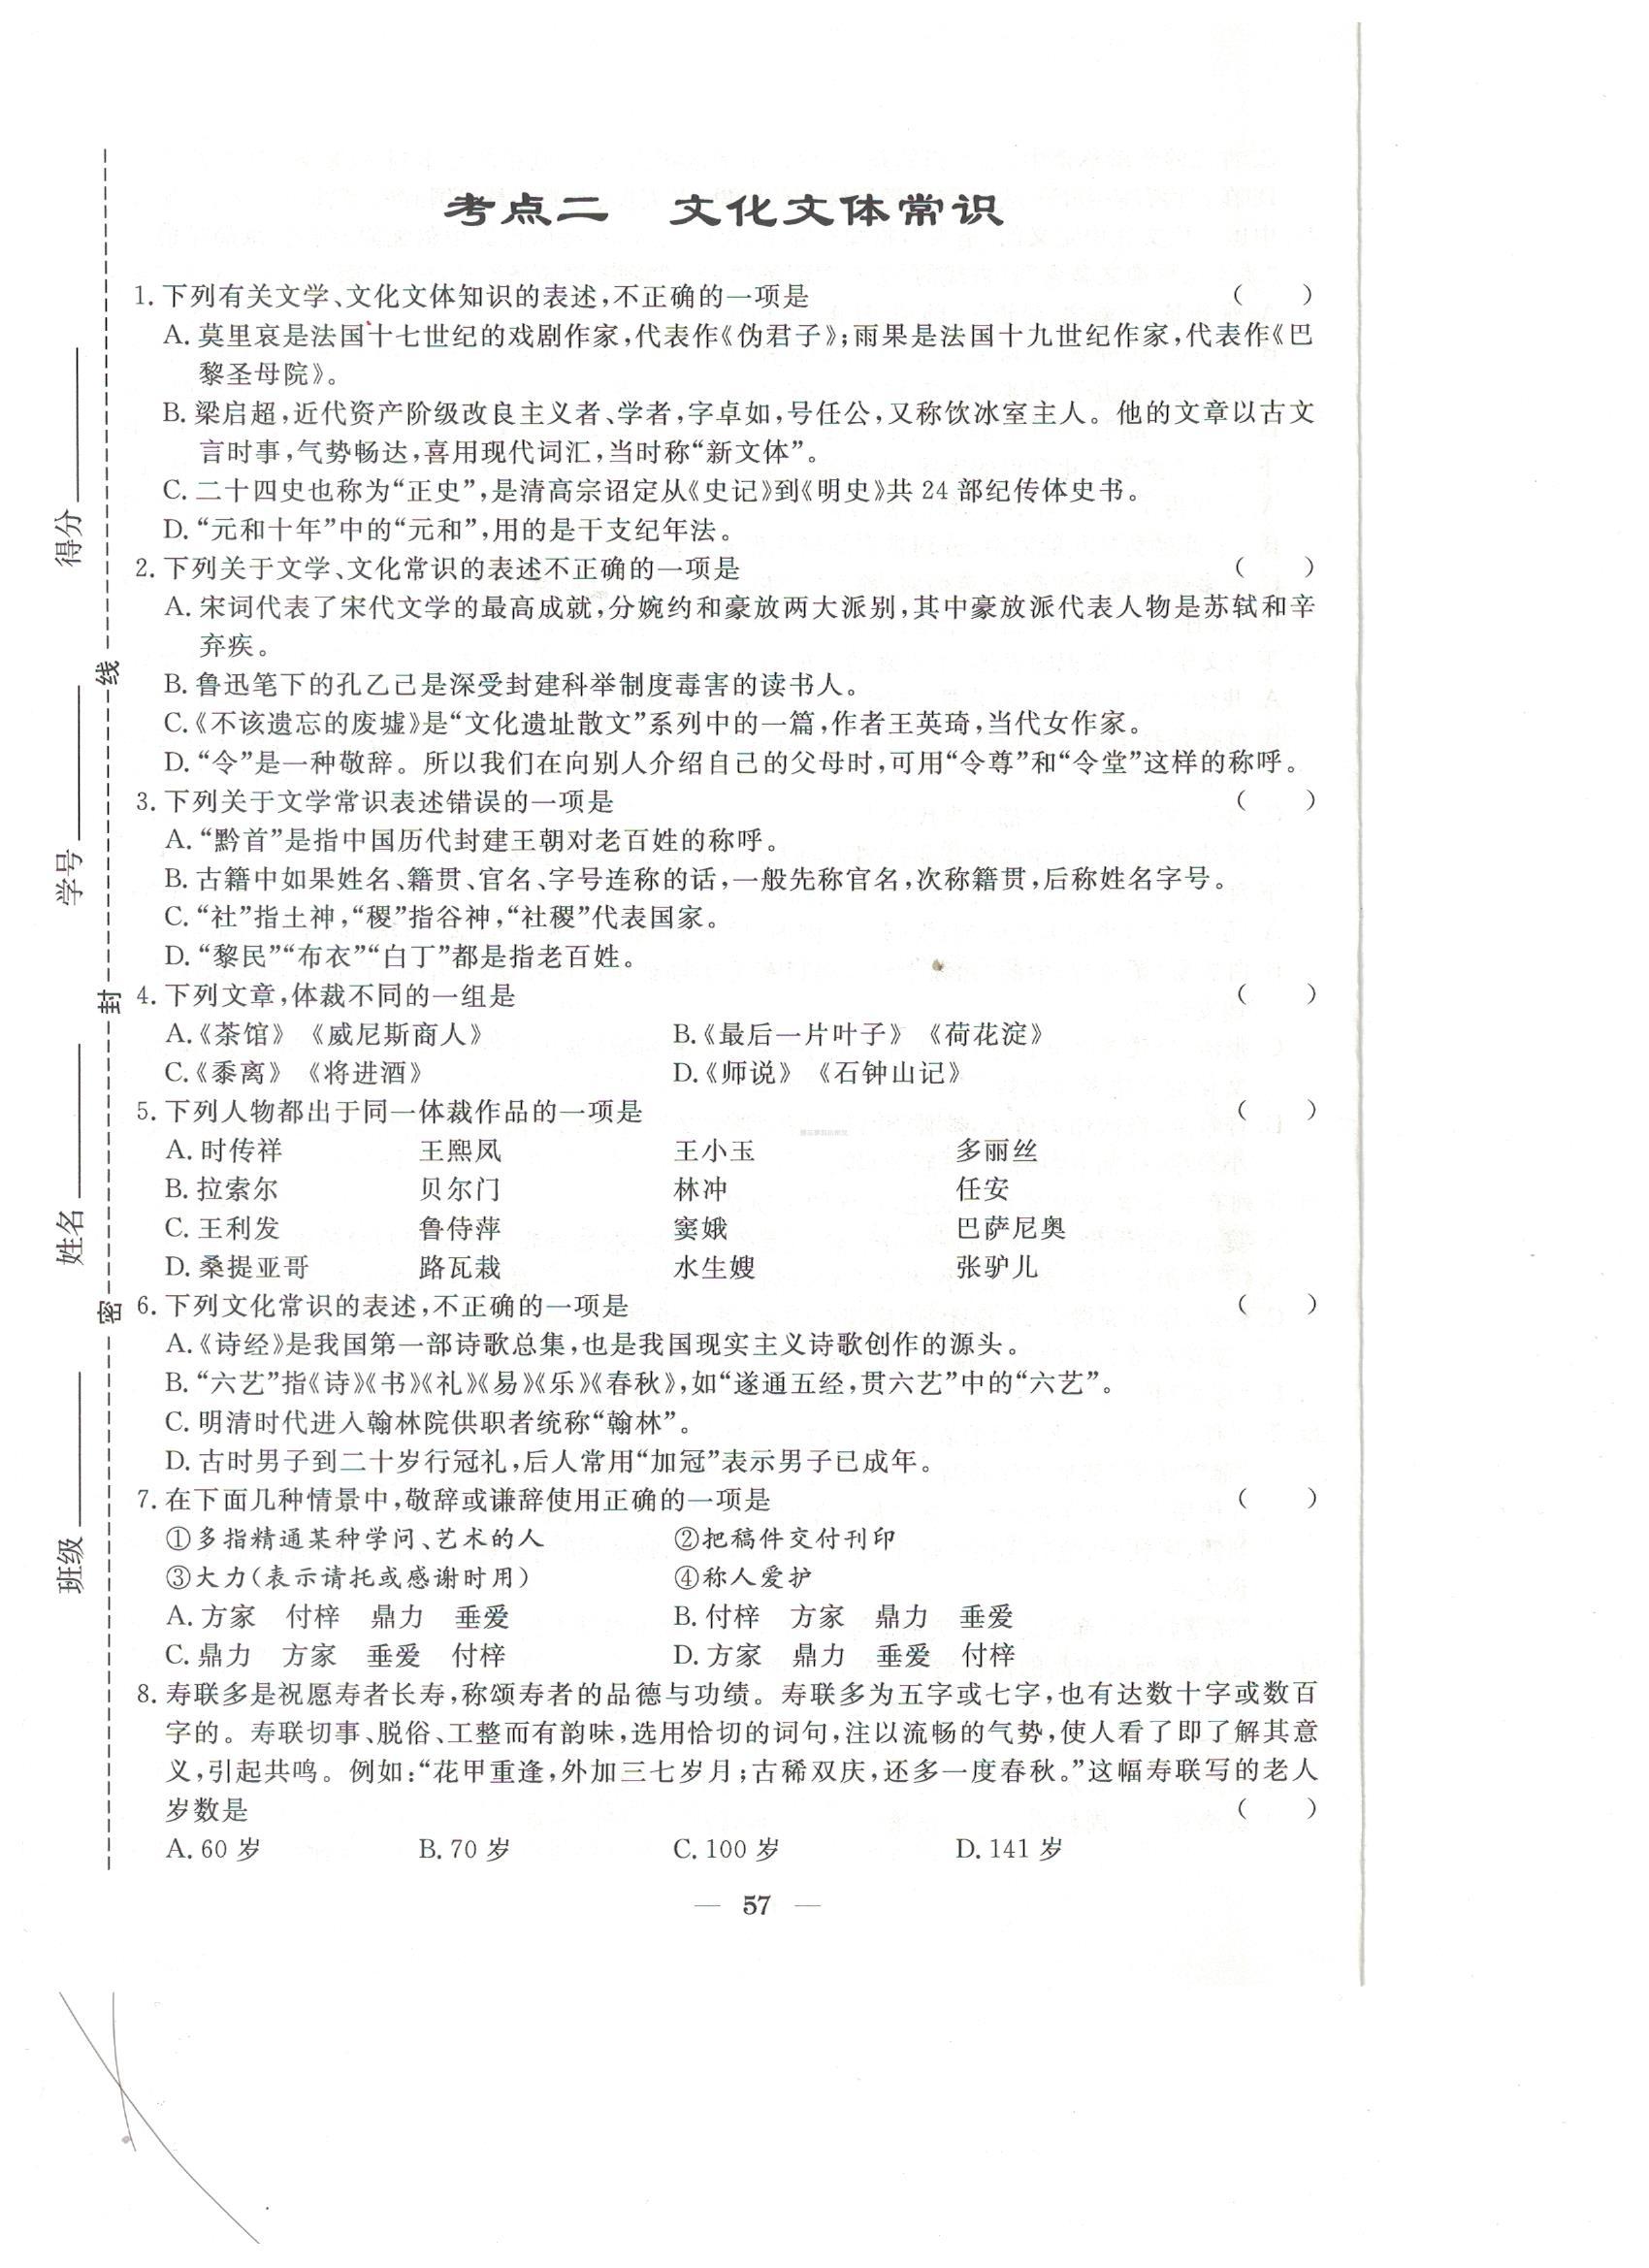 考点二　文化文体常识
1. 下列有关文学、文化文体知识的表述,不正确的一项是　(　　)
A. 莫里哀是法国十七世纪的戏剧作家,代表作《伪君子》;雨果是法国十九世纪作家,代表作《巴
黎圣母院》。
B. 梁启超,近代资产阶级改良主义者、学者,字卓如,号任公,又称饮冰室主人。他的文章以古文
言时事,气势畅达,喜用现代词汇,当时称“新文体”。
C. 二十四史也称为“正史”,是清高宗诏定从《史记》到《明史》共 24 部纪传体史书。
D. “元和十年”中的“元和”,用的是干支纪年法。
2. 下列关于文学、文化常识的表述不正确的一项是　(　　)
A. 宋词代表了宋代文学的最高成就,分婉约和豪放两大派别,其中豪放派代表人物是苏轼和辛
弃疾。
B. 鲁迅笔下的孔乙己是深受封建科举制度毒害的读书人。
C.《不该遗忘的废墟》是“文化遗址散文”系列中的一篇,作者王英琦,当代女作家。
D. “令”是一种敬辞。所以我们在向别人介绍自己的父母时,可用“令尊”和“令堂”这样的称呼。
3. 下列关于文学常识表述错误的一项是　(　　)
A. “黔首”是指中国历代封建王朝对老百姓的称呼。
B. 古籍中如果姓名、籍贯、官名、字号连称的话,一般先称官名,次称籍贯,后称姓名字号。
C. “社”指土神,“稷”指谷神,“社稷”代表国家。
D. “黎民”“布衣”“白丁”都是指老百姓。
4. 下列文章,体裁不同的一组是　(　　)
A.《茶馆》　《威尼斯商人》　B.《最后一片叶子》　《荷花淀》
C.《黍离》　《将进酒》　D.《师说》　《石钟山记》
5. 下列人物都出于同一体裁作品的一项是　(　　)
A. 时传祥　王熙凤　王小玉　多丽丝
B. 拉索尔　贝尔门　林冲　任安
C. 王利发　鲁侍萍　窦娥　巴萨尼奥
D. 桑提亚哥　路瓦栽　水生嫂　张驴儿
6. 下列文化常识的表述,不正确的一项是　(　　)
A.《诗经》是我国第一部诗歌总集,也是我国现实主义诗歌创作的源头。
B. “六艺”指《诗》《书》《礼》《易》《乐》《春秋》,如“遂通五经,贯六艺”中的“六艺”。
C. 明清时代进入翰林院供职者统称“翰林”。
D. 古时男子到二十岁行冠礼,后人常用“加冠”表示男子已成年。
7. 在下面几种情景中,敬辞或谦辞使用正确的一项是　(　　)
①多指精通某种学问、艺术的人　②把稿件交付刊印
③大力(表示请托或感谢时用)　④称人爱护
A. 方家　付梓　鼎力　垂爱　B. 付梓　方家　鼎力　垂爱
C. 鼎力　方家　垂爱　付梓　D. 方家　鼎力　垂爱　付梓
8. 寿联多是祝愿寿者长寿,称颂寿者的品德与功绩。寿联多为五字或七字,也有达数十字或数百
字的。寿联切事、脱俗、工整而有韵味,选用恰切的词句,注以流畅的气势,使人看了即了解其意
义,引起共鸣。例如:“花甲重逢,外加三七岁月;古稀双庆,还多一度春秋。”这幅寿联写的老人
岁数是　(　　)
A. 60 岁　B. 70 岁　C. 100 岁　D. 141 岁
— 57 —
班级　姓名　学号　得分
密　封　线